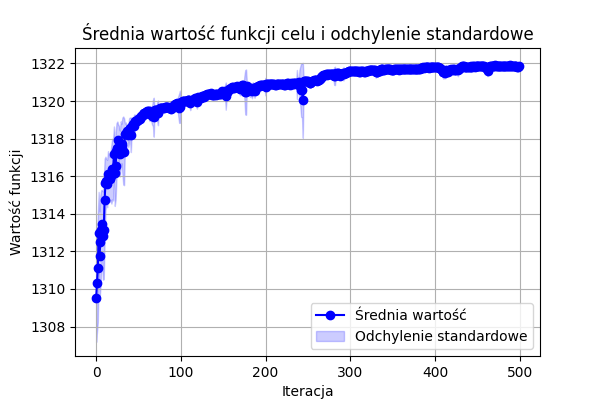 Średnia wartość funkcji celu i odchylenie standardowe
1322
1320
1318
1316
1314
1312
1310
1308
Wartość funkcji
0 100 200 300 400 500
Iteracja
Średnia wartość
Odchylenie standardowe